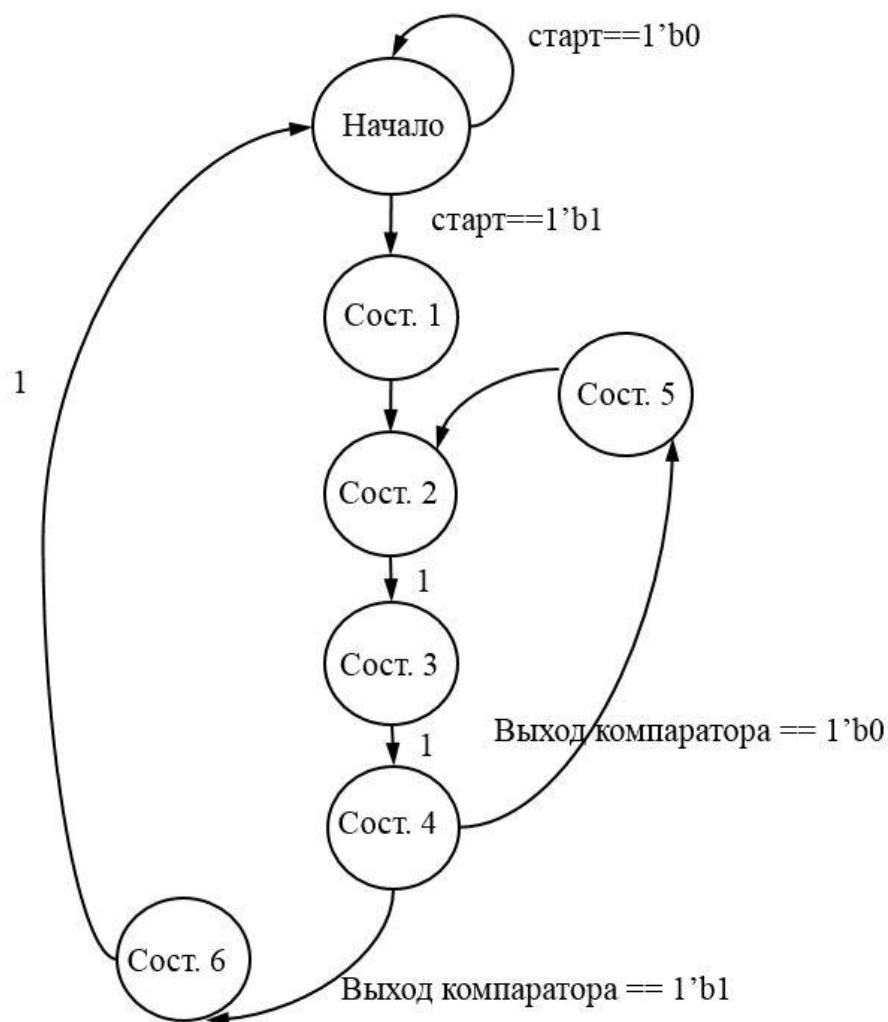 старт==1’b0
Начало
старт==1’b1
Сост. 1
1
Сост. 5
Сост. 2
1
Сост. 3
Выход компаратора == 1’b0
1
Сост. 4
Сост. 6
Выход компаратора == 1’b1